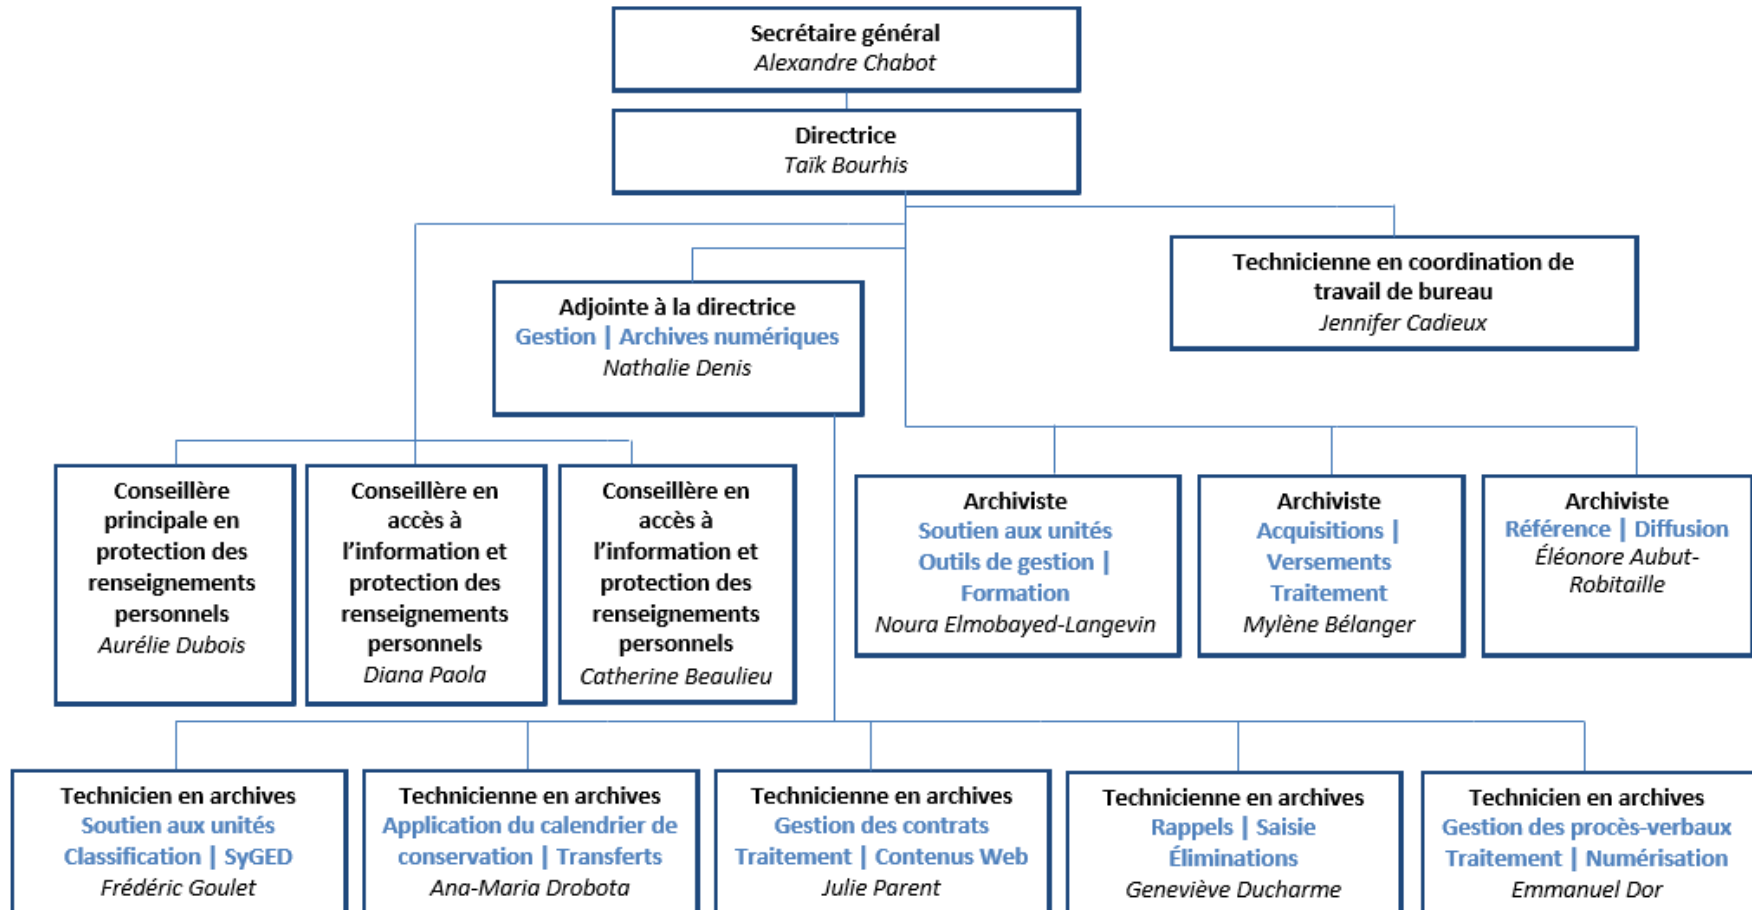 Secrétaire général
Alexandre Chabot
Directrice
Taïk Bourhis
Technicienne en coordination de
travail de bureau
Jennifer Cadieux
Adjointe à la directrice
Gestion | Archives numériques
Nathalie Denis
Conseillère
principale en
protection des
renseignements
personnels
Aurélie Dubois
Conseillère en
accès à
l'information et
protection des
renseignements
personnels
Diana Paola
Conseillère en
accès à
l'information et
protection des
renseignements
personnels
Catherine Beaulieu
Archiviste
Soutien aux unités
Outils de gestion |
Formation
Noura Elmobayed-Langevin
Archiviste
Acquisitions |
Versements
Traitement
Mylène Bélanger
Archiviste
Référence | Diffusion
Éléonore Aubut-
Robitaille
Technicien en archives
Soutien aux unités
Classification | SyGED
Frédéric Goulet
Technicienne en archives
Application du calendrier de
conservation | Transferts
Ana-Maria Drobota
Technicienne en archives
Gestion des contrats
Traitement | Contenus Web
Julie Parent
Technicienne en archives
Rappels | Saisie
Éliminations
Geneviève Ducharme
Technicien en archives
Gestion des procès-verbaux
Traitement | Numérisation
Emmanuel Dor